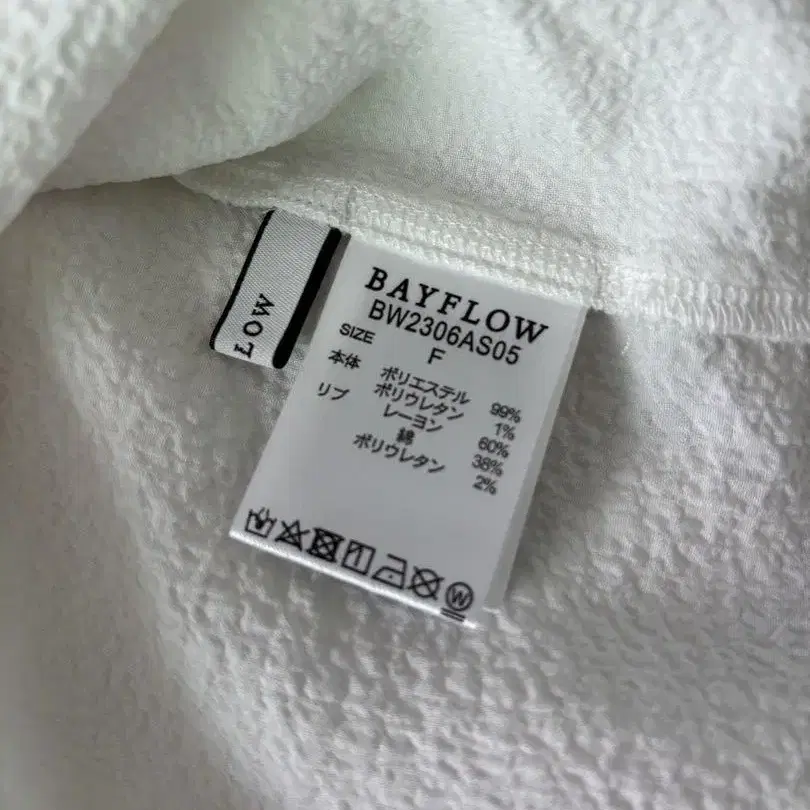 LOW
BAYFLOW
BW2306AS05
SIZE F
本体 ポリエステル 99%
ポリウレタン 1%
リブ レーヨン 60%
綿 38%
ポリウレタン 2%
W